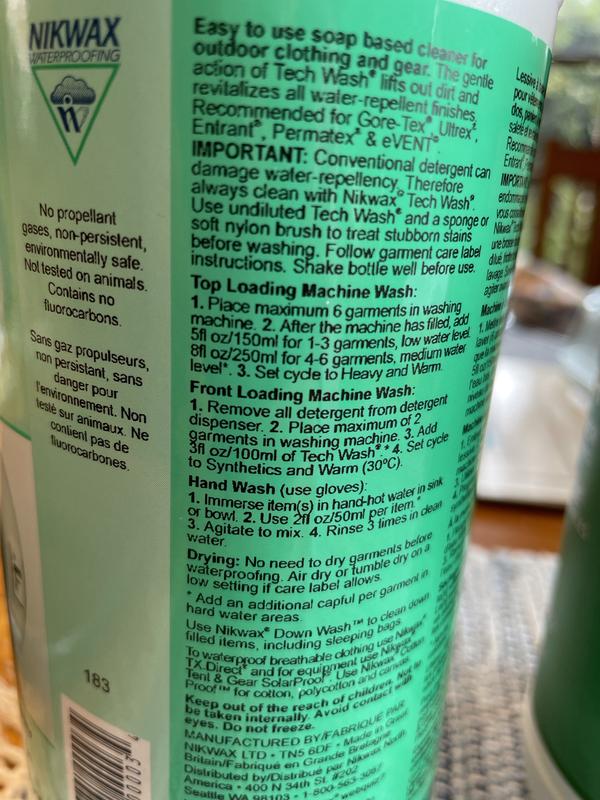 NIKWAX
WATERPROOFING
No propellant
gases, non-persistent,
environmentally safe.
Not tested on animals.
Contains no
fluorocarbons.
Sans gaz propulseurs,
non persistant, sans
danger pour
l'environnement. Non
testé sur animaux. Ne
contient pas de
fluorocarbones.
183
Easy to use soap based cleaner for
outdoor clothing and gear. The gentle
action of Tech Wash® lifts out dirt and
revitalizes all water-repellent finishes.
Recommended for Gore-Tex®, Ultrex®,
Entrant®, Permatex® & eVENT®.
IMPORTANT: Conventional detergent can
damage water-repellency. Therefore
always clean with Nikwax® Tech Wash®.
Use undiluted Tech Wash® and a sponge or
soft nylon brush to treat stubborn stains
before washing. Follow garment care label
instructions. Shake bottle well before use.
Top Loading Machine Wash:
1. Place maximum 6 garments in washing
machine. 2. After the machine has filled, add
5fl oz/150ml for 1-3 garments, low water level.
8fl oz/250ml for 4-6 garments, medium water
level*. 3. Set cycle to Heavy and Warm.
Front Loading Machine Wash:
1. Remove all detergent from detergent
dispenser. 2. Place maximum of 2
garments in washing machine. 3. Add
3fl oz/100ml of Tech Wash®.* 4. Set cycle
to Synthetics and Warm (30°C).
Hand Wash (use gloves):
1. Immerse item(s) in hand-hot water in sink
or bowl. 2. Use 2fl oz/50ml per item.*
3. Agitate to mix. 4. Rinse 3 times in clean
water.
Drying: No need to dry garments before
waterproofing. Air dry or tumble dry on a
low setting if care label allows.
* Add an additional capful per garment in
hard water areas.
Use Nikwax® Down Wash™ to clean down
filled items, including sleeping bags.
To waterproof breathable clothing use Nikwax®
TX.Direct® and for equipment use Nikwax®
Tent & Gear SolarProof®. Use Nikwax® Cotton
Proof™ for cotton, polycotton and canvas.
Keep out of the reach of children. Not to
be taken internally. Avoid contact with
eyes. Do not freeze.
MANUFACTURED BY/FABRIQUÉ PAR
NIKWAX LTD • TN5 6DF • Made in Great
Britain/Fabriqué en Grande Bretagne
Distributed by/Distribué par Nikwax North
America • 400 N 34th St. #202
Seattle WA 98103 • 1-800-563-3057